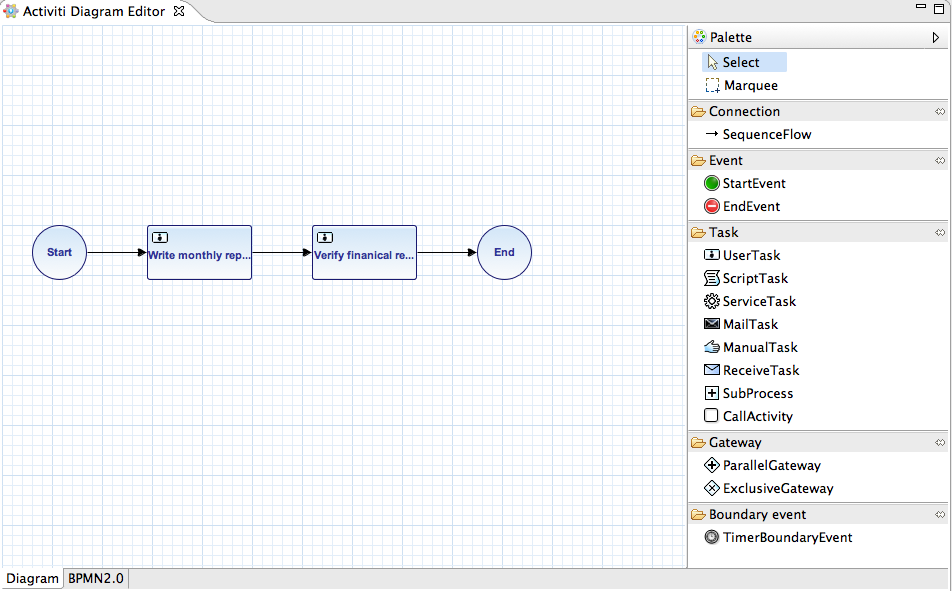 Activiti Diagram Editor
Palette
Select
Marquee
Connection
SequenceFlow
Event
StartEvent
EndEvent
Task
UserTask
ScriptTask
ServiceTask
MailTask
ManualTask
ReceiveTask
SubProcess
CallActivity
Gateway
ParallelGateway
ExclusiveGateway
Boundary event
TimerBoundaryEvent
Start
Write monthly rep...
Verify finanical re...
End
Diagram
BPMN2.0